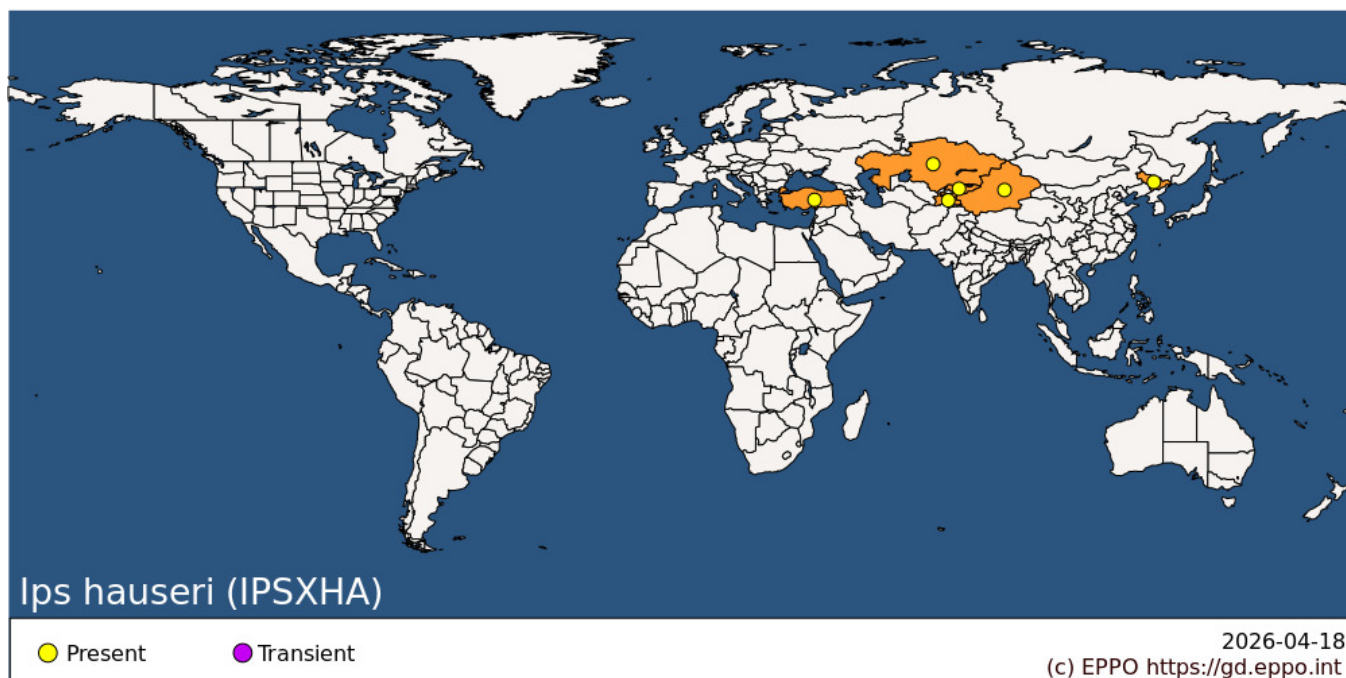 Ips hauseri (IPSXHA)
Present
Transient
2026-04-18
(c) EPPO https://gd.eppo.int